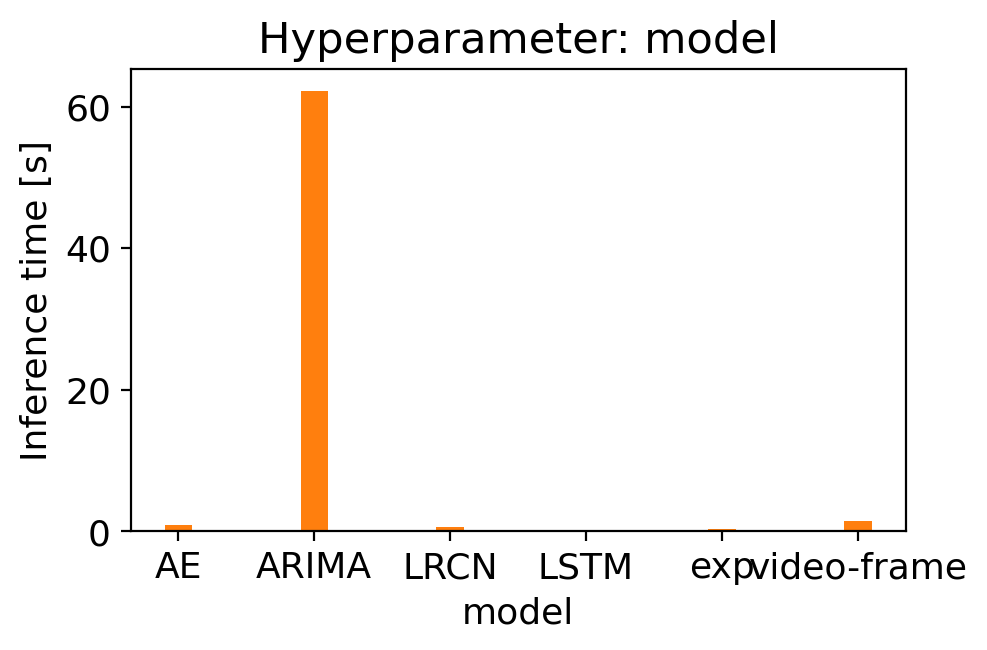 Hyperparameter: model
Inference time [s]
60
40
20
0
AE ARIMA LRCN LSTM exp video-frame
model